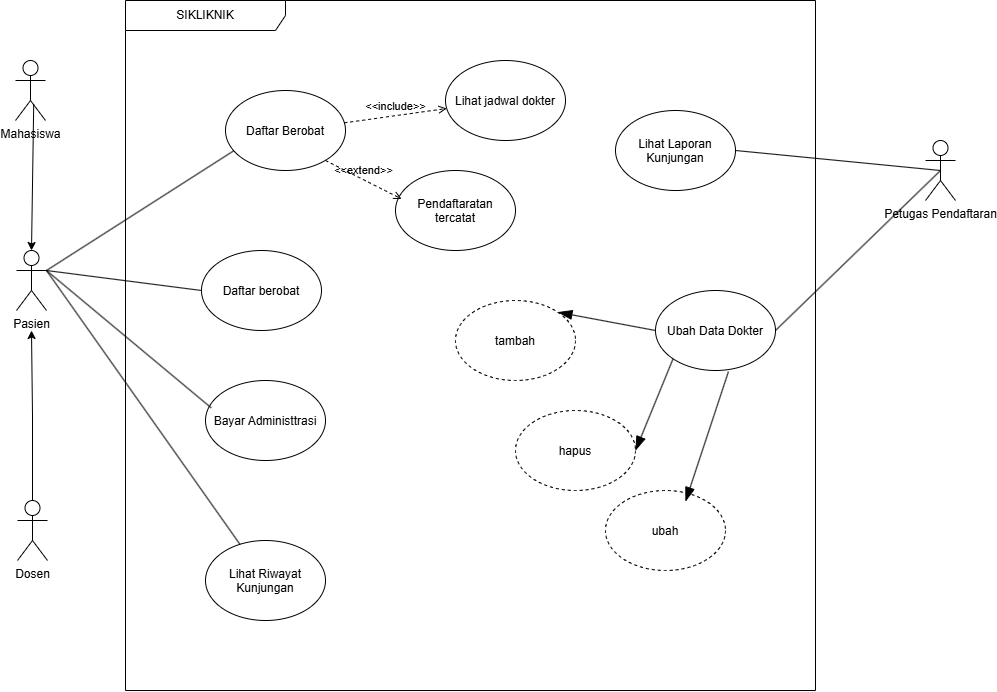 SIKLIKNIK
Mahasiswa
Daftar Berobat
<<include>>
Lihat jadwal dokter
<<extend>>
Pendaftaratan
tercatat
Lihat Laporan
Kunjungan
Petugas Pendaftaran
Pasien
Daftar berobat
tambah
Ubah Data Dokter
Bayar Administtrasi
hapus
ubah
Dosen
Lihat Riwayat
Kunjungan